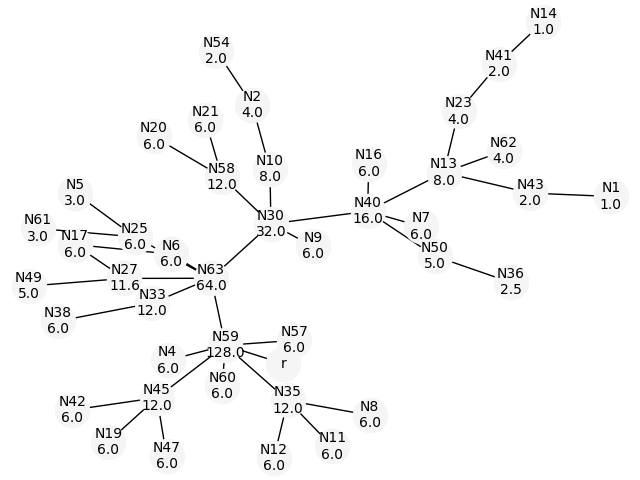 N14
1.0
N54
2.0
N41
2.0
N2
4.0
N23
4.0
N21
6.0
N20
6.0
N62
4.0
N16
6.0
N10
8.0
N13
8.0
N58
12.0
N5
3.0
N43
2.0
N1
1.0
N40
16.0
N30
32.0
N7
6.0
N61
3.0
N25
6.0
N17
6.0
N9
6.0
N6
6.0
N50
5.0
N49
5.0
N27
11.6
N63
64.0
N36
2.5
N33
12.0
N38
6.0
N59
128.0
N57
6.0
N4
6.0
r
N60
6.0
N45
12.0
N35
12.0
N42
6.0
N8
6.0
N19
6.0
N11
6.0
N47
6.0
N12
6.0